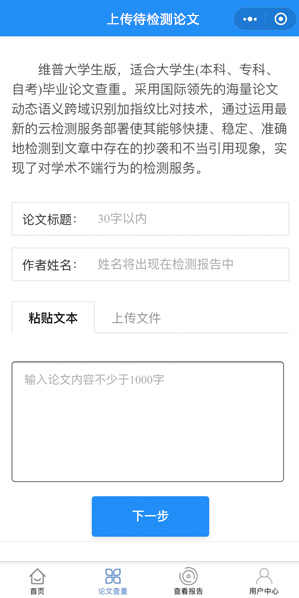 上传待检测论文
维普大学生版，适合大学生(本科、专科、
自考)毕业论文查重。采用国际领先的海量论文
动态语义跨域识别加指纹比对技术，通过运用最
新的云检测服务部署使其能够快捷、稳定、准确
地检测到文章中存在的抄袭和不当引用现象，实
现了对学术不端行为的检测服务。
论文标题： 30字以内
作者姓名： 姓名将出现在检测报告中
粘贴文本 上传文件
输入论文内容不少于1000字
下一步
首页 论文查重 查看报告 用户中心